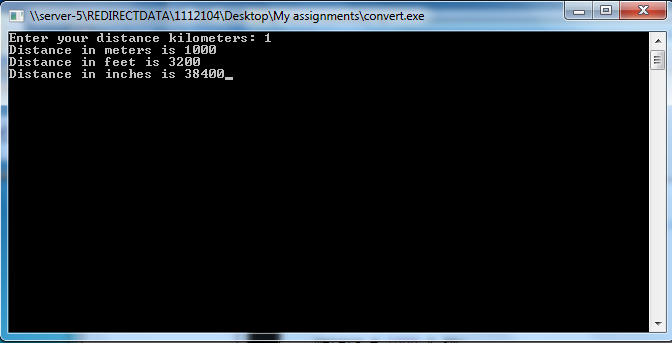 \\server-5\REDIRECTDATA\1112104\Desktop\My assignments\convert.exe
Enter your distance kilometers: 1
Distance in meters is 1000
Distance in feet is 3200
Distance in inches is 38400_